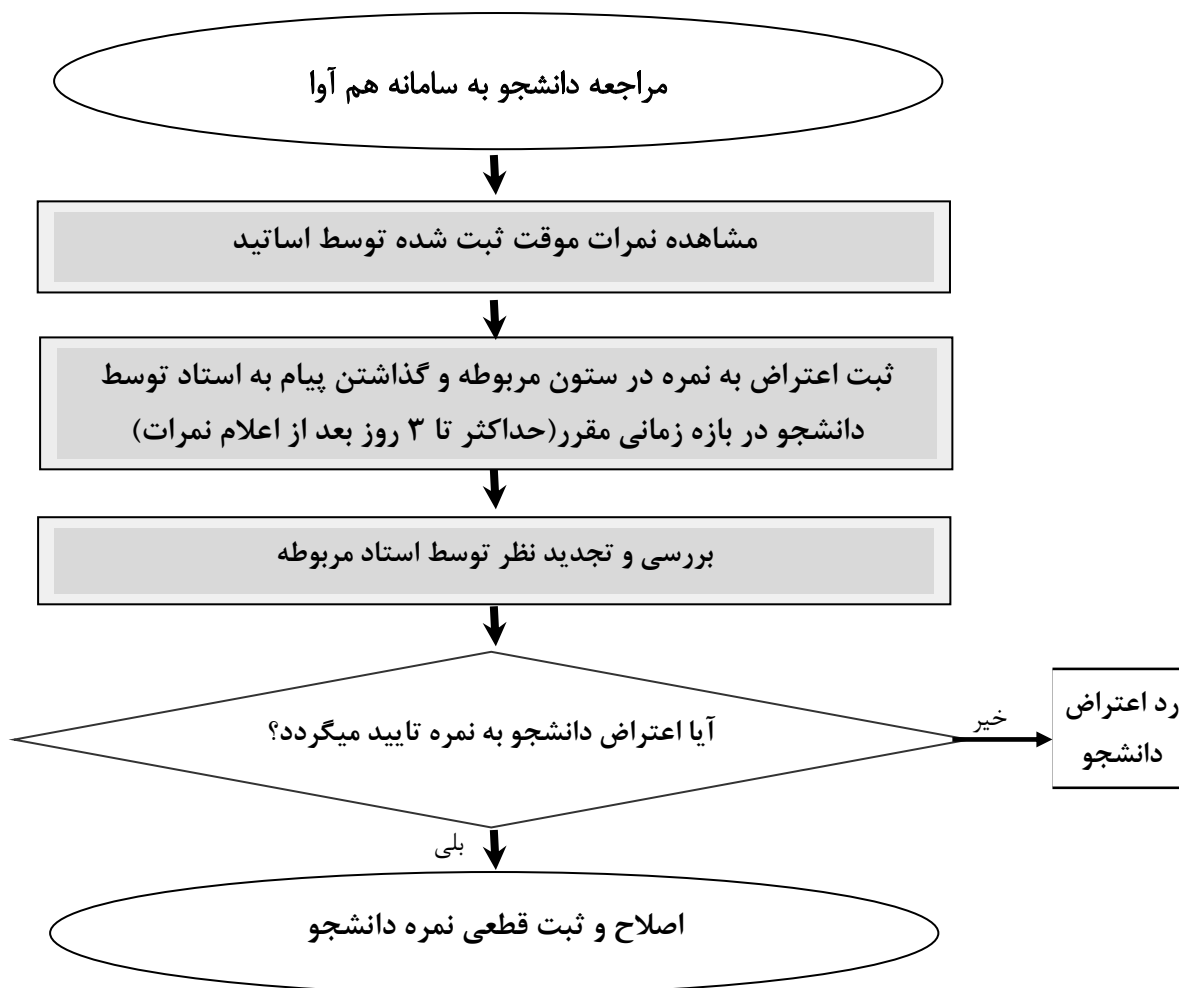 مراجعه دانشجو به سامانه هم آوا
مشاهده نمرات موقت ثبت شده توسط اساتید
ثبت اعتراض به نمره در ستون مربوطه و گذاشتن پیام به استاد توسط
دانشجو در بازه زمانی مقرر(حداکثر تا ۳ روز بعد از اعلام نمرات)
بررسی و تجدید نظر توسط استاد مربوطه
آیا اعتراض دانشجو به نمره تایید میگردد؟
خیر
رد اعتراض
دانشجو
بلی
اصلاح و ثبت قطعی نمره دانشجو